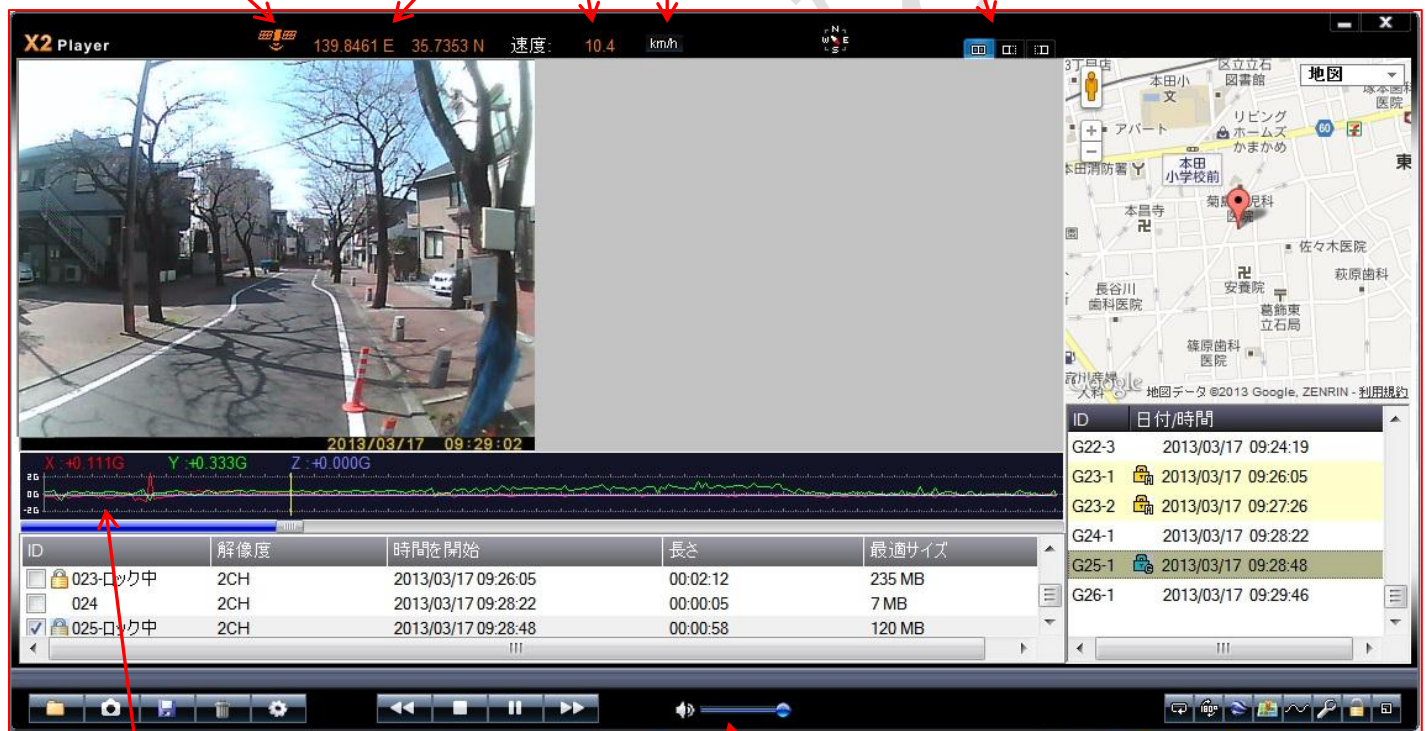 X2 Player
139.8461 E 35.7353 N 速度: 10.4 km/h
N
W E
S
2013/03/17 09:29:02
X :+0.111G Y :+0.333G Z :+0.000G
2G
0G
-2G
ID 解像度 時間を開始 長さ 最適サイズ
023-ロック中 2CH 2013/03/17 09:26:05 00:02:12 235 MB
024 2CH 2013/03/17 09:28:22 00:00:05 7 MB
025-ロック中 2CH 2013/03/17 09:28:48 00:00:58 120 MB
地図
本田小
文
区立立石
図書館
医院
アパート
リビング
ホームズ
かまかめ
60
東
本田消防署
本田
小学校前
本昌寺
園
佐々木医院
萩原歯科
安養院
長谷川
歯科医院
葛飾東
立石局
篠原歯科
医院
Google
地図データ ©2013 Google, ZENRIN - 利用規約
ID 日付/時間
G22-3 2013/03/17 09:24:19
G23-1 2013/03/17 09:26:05
G23-2 2013/03/17 09:27:26
G24-1 2013/03/17 09:28:22
G25-1 2013/03/17 09:28:48
G26-1 2013/03/17 09:29:46
180°